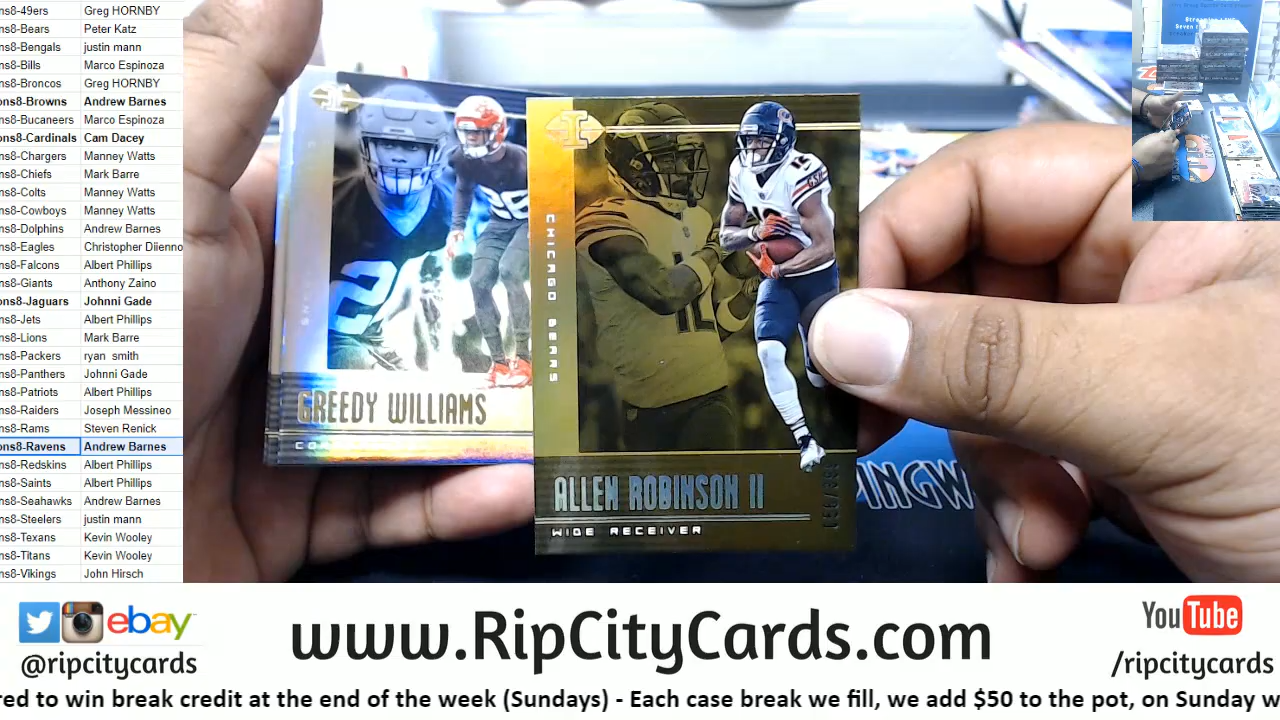 ns8-49ers Greg HORNBY
ns8-Bears Peter Katz
ns8-Bengals justin mann
ns8-Bills Marco Espinoza
ns8-Broncos Greg HORNBY
ons8-Browns Andrew Barnes
ns8-Bucaneers Marco Espinoza
ons8-Cardinals Cam Dacey
ns8-Chargers Manney Watts
ns8-Chiefs Mark Barre
ns8-Colts Manney Watts
ns8-Cowboys Manney Watts
ns8-Dolphins Andrew Barnes
ns8-Eagles Christopher Diienno
ns8-Falcons Albert Phillips
ns8-Giants Anthony Zaino
ons8-Jaguars Johnni Gade
ns8-Jets Albert Phillips
ns8-Lions Mark Barre
ns8-Packers ryan smith
ns8-Panthers Johnni Gade
ns8-Patriots Albert Phillips
ns8-Raiders Joseph Messineo
ns8-Rams Steven Renick
ons8-Ravens Andrew Barnes
ns8-Redskins Albert Phillips
ns8-Saints Albert Phillips
ns8-Seahawks Andrew Barnes
ns8-Steelers justin mann
ns8-Texans Kevin Wooley
ns8-Titans Kevin Wooley
ns8-Vikings John Hirsch
GREEDY WILLIAMS
CHICAGO BEARS
ALLEN ROBINSON II
WIDE RECEIVER
PINGW
ebay
@ripcitycards
www.RipCityCards.com
YouTube
/ripcitycards
red to win break credit at the end of the week (Sundays) - Each case break we fill, we add $50 to the pot, on Sunday w